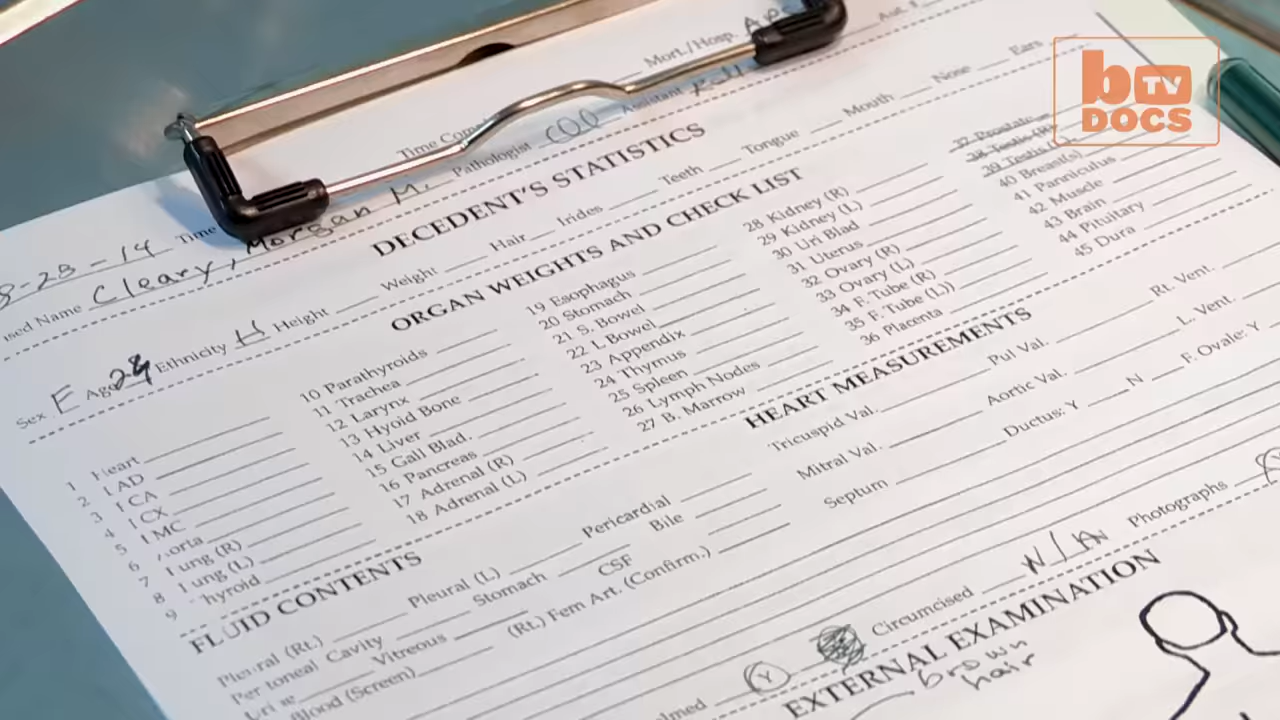 b TV DOCS
Mort./Hosp.
Assistant
Time
Pathologist
8-28-14 Time
Name Cleary, Morgan M.
DECEDENT'S STATISTICS
Sex F Age 24 Ethnicity H Height Weight Hair Irides Teeth Tongue Mouth Nose Ears
ORGAN WEIGHTS AND CHECK LIST
1 Heart
2 LAD
3 LCA
4 LCX
5 LMC
6 Aorta
7 Lung (R)
8 Lung (L)
9 Thyroid
10 Parathyroids
11 Trachea
12 Larynx
13 Hyoid Bone
14 Liver
15 Gall Blad.
16 Pancreas
17 Adrenal (R)
18 Adrenal (L)
19 Esophagus
20 Stomach
21 S. Bowel
22 L Bowel
23 Appendix
24 Thymus
25 Spleen
26 Lymph Nodes
27 B. Marrow
28 Kidney (R)
29 Kidney (L)
30 Uri Blad
31 Uterus
32 Ovary (R)
33 Ovary (L)
34 F. Tube (R)
35 F. Tube (L))
36 Placenta
37 Prostate
38 Testis (R)
39 Testis
40 Breast(s)
41 Panniculus
42 Muscle
43 Brain
44 Pituitary
45 Dura
HEART MEASUREMENTS
Tricuspid Val. Pul Val. Rt. Vent.
Mitral Val. Aortic Val. L. Vent.
Septum Ductus: Y N F. Ovale: Y
FLUID CONTENTS
Pleural (Rt.) Pleural (L) Pericardial
Peritoneal Cavity Stomach Bile
Urine Vitreous CSF
Blood (Screen) (Rt.) Fem Art. (Confirm.)
Y Circumcised N/A Photographs
EXTERNAL EXAMINATION
brown
hair